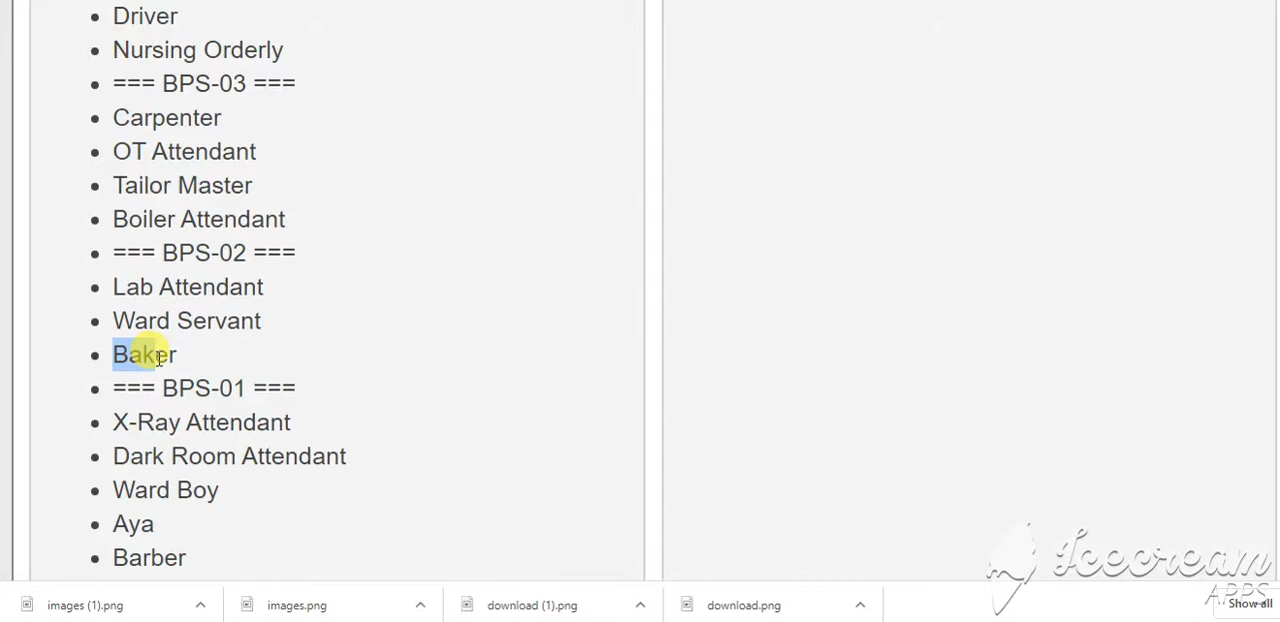 Driver
Nursing Orderly
=== BPS-03 ===
Carpenter
OT Attendant
Tailor Master
Boiler Attendant
=== BPS-02 ===
Lab Attendant
Ward Servant
Baker
=== BPS-01 ===
X-Ray Attendant
Dark Room Attendant
Ward Boy
Aya
Barber
Icecream
APPS
images (1).png
images.png
download (1).png
download.png
Show all